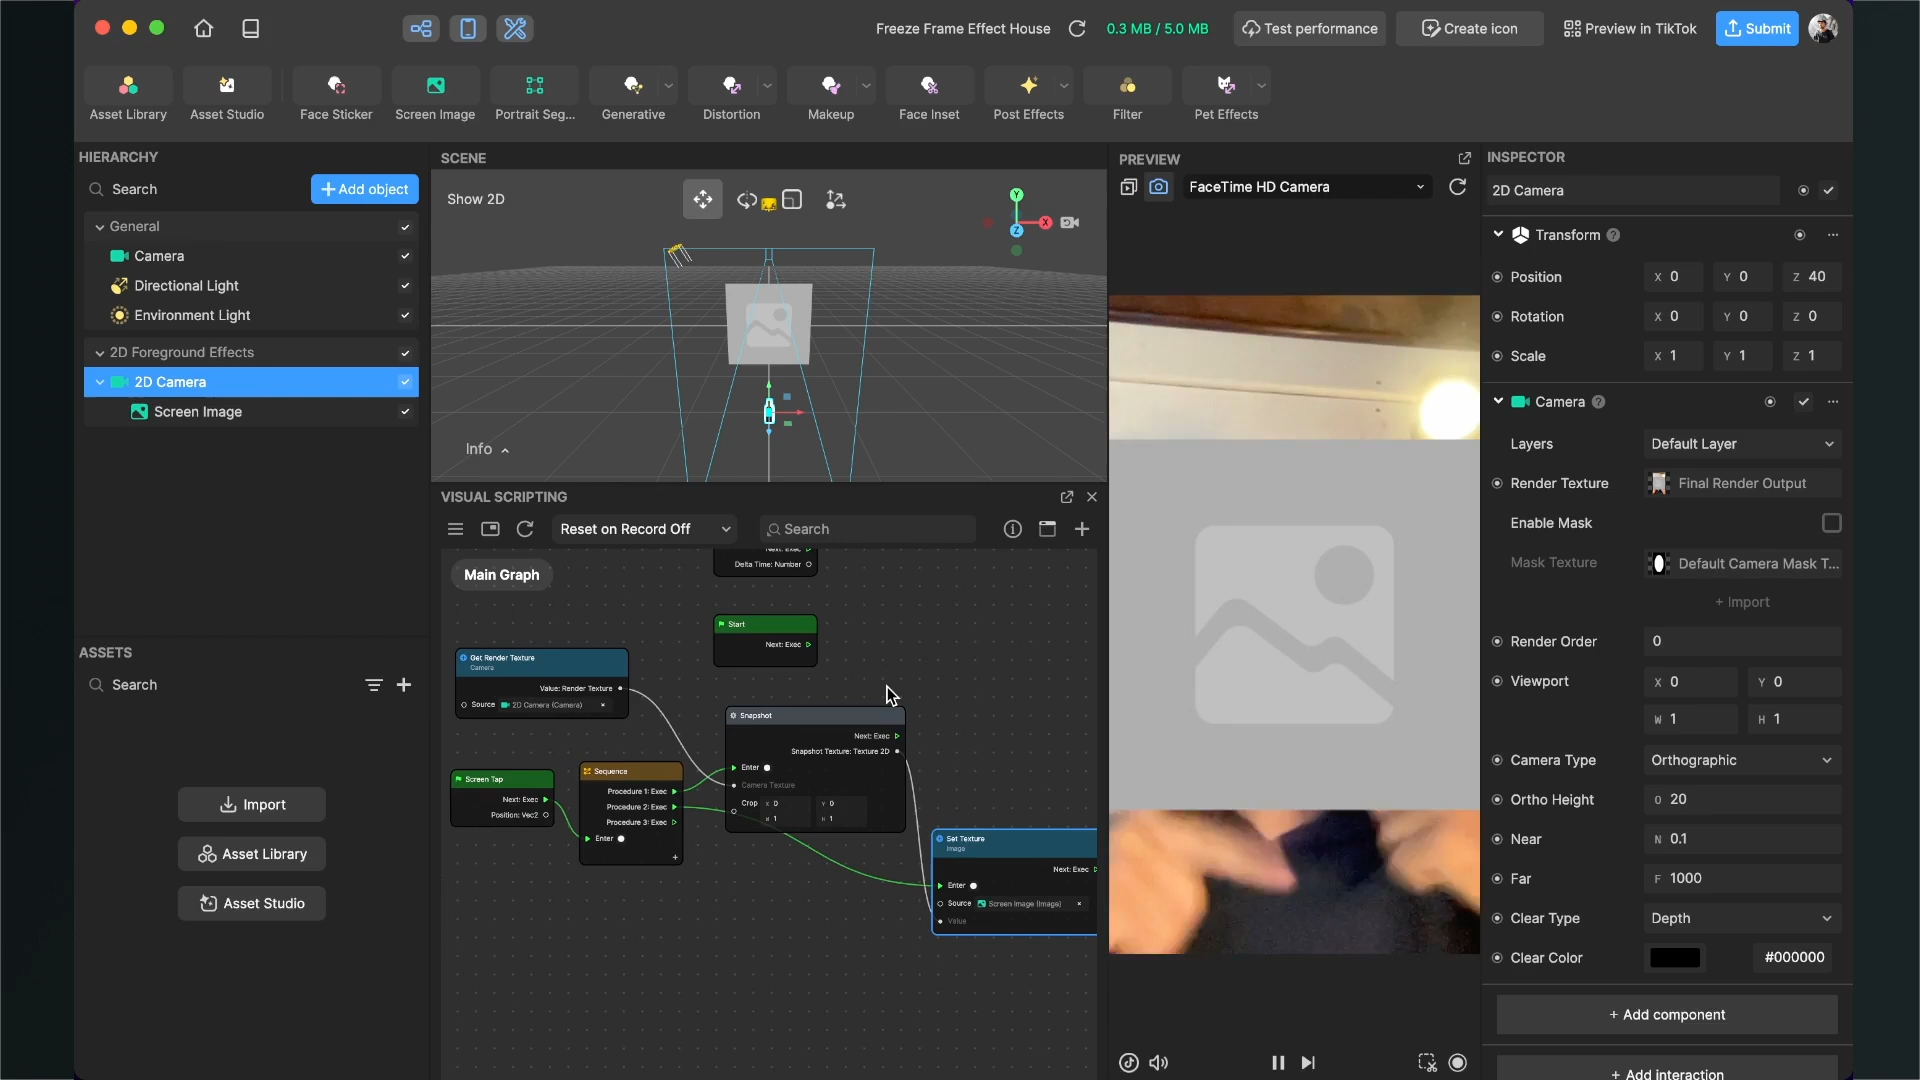 Freeze Frame Effect House
0.3 MB / 5.0 MB
Test performance
Create icon
Preview in TikTok
Submit
Asset Library
Asset Studio
Face Sticker
Screen Image
Portrait Seg...
Generative
Distortion
Makeup
Face Inset
Post Effects
Filter
Pet Effects
HIERARCHY
Search
+ Add object
General
Camera
Directional Light
Environment Light
2D Foreground Effects
2D Camera
Screen Image
ASSETS
Search
Import
Asset Library
Asset Studio
SCENE
Show 2D
Y
X
Z
Info
VISUAL SCRIPTING
Reset on Record Off
Search
Main Graph
Next: Exec
Delta Time: Number
Start
Next: Exec
Get Render Texture
Camera
Value: Render Texture
Source 2D Camera (Camera) ×
Snapshot
Next: Exec
Snapshot Texture: Texture 2D
Enter
Camera Texture
Crop X 0 Y 0
W 1 H 1
Screen Tap
Next: Exec
Position: Vec2
Sequence
Procedure 1: Exec
Procedure 2: Exec
Procedure 3: Exec
Enter
+
Set Texture
Image
Next: Exec
Enter
Source Screen Image (Image) ×
Value
PREVIEW
FaceTime HD Camera
INSPECTOR
2D Camera
Transform
Position X 0 Y 0 Z 40
Rotation X 0 Y 0 Z 0
Scale X 1 Y 1 Z 1
Camera
Layers Default Layer
Render Texture Final Render Output
Enable Mask
Mask Texture Default Camera Mask T...
+ Import
Render Order 0
Viewport X 0 Y 0
W 1 H 1
Camera Type Orthographic
Ortho Height O 20
Near N 0.1
Far F 1000
Clear Type Depth
Clear Color #000000
+ Add component
+ Add interaction